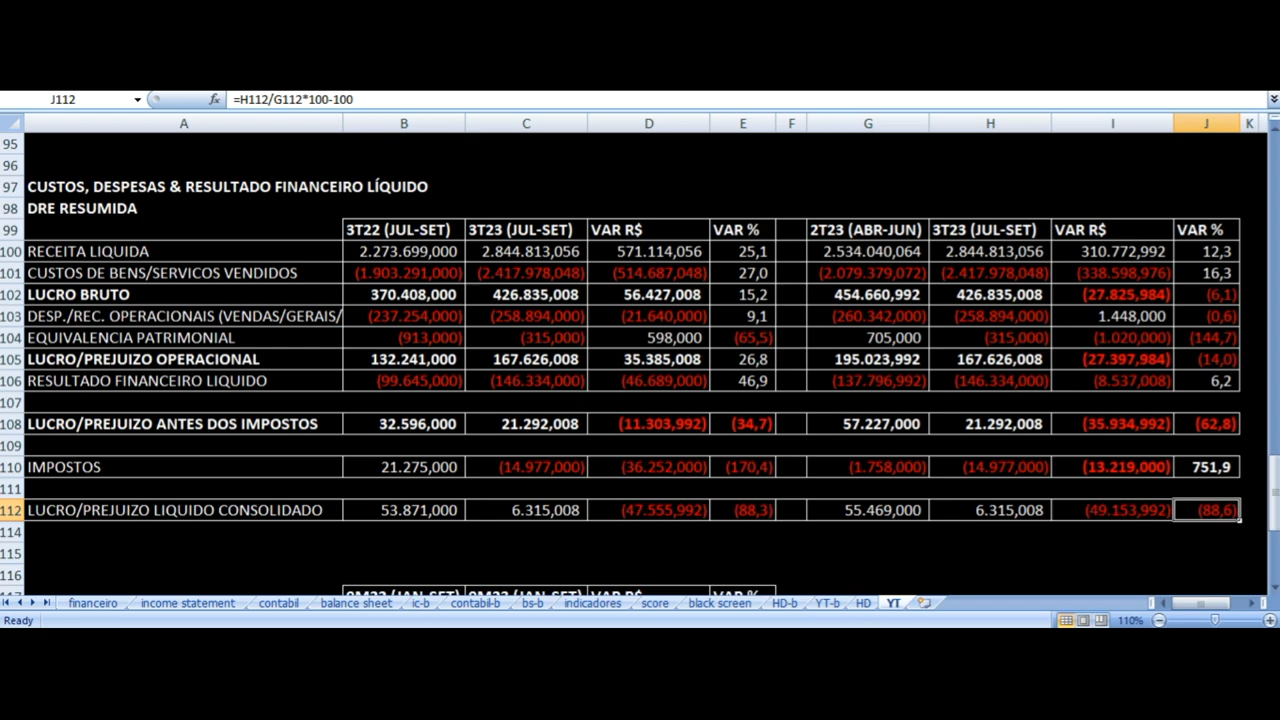 J112 fx =H112/G112*100-100
A B C D E F G H I J K
95
96
97 CUSTOS, DESPESAS & RESULTADO FINANCEIRO LÍQUIDO
98 DRE RESUMIDA
99 3T22 (JUL-SET) 3T23 (JUL-SET) VAR R$ VAR % 2T23 (ABR-JUN) 3T23 (JUL-SET) VAR R$ VAR %
100 RECEITA LIQUIDA 2.273.699,000 2.844.813,056 571.114,056 25,1 2.534.040,064 2.844.813,056 310.772,992 12,3
101 CUSTOS DE BENS/SERVICOS VENDIDOS (1.903.291,000) (2.417.978,048) (514.687,048) 27,0 (2.079.379,072) (2.417.978,048) (338.598,976) 16,3
102 LUCRO BRUTO 370.408,000 426.835,008 56.427,008 15,2 454.660,992 426.835,008 (27.825,984) (6,1)
103 DESP./REC. OPERACIONAIS (VENDAS/GERAIS/ (237.254,000) (258.894,000) (21.640,000) 9,1 (260.342,000) (258.894,000) 1.448,000 (0,6)
104 EQUIVALENCIA PATRIMONIAL (913,000) (315,000) 598,000 (65,5) 705,000 (315,000) (1.020,000) (144,7)
105 LUCRO/PREJUIZO OPERACIONAL 132.241,000 167.626,008 35.385,008 26,8 195.023,992 167.626,008 (27.397,984) (14,0)
106 RESULTADO FINANCEIRO LIQUIDO (99.645,000) (146.334,000) (46.689,000) 46,9 (137.796,992) (146.334,000) (8.537,008) 6,2
107
108 LUCRO/PREJUIZO ANTES DOS IMPOSTOS 32.596,000 21.292,008 (11.303,992) (34,7) 57.227,000 21.292,008 (35.934,992) (62,8)
109
110 IMPOSTOS 21.275,000 (14.977,000) (36.252,000) (170,4) (1.758,000) (14.977,000) (13.219,000) 751,9
111
112 LUCRO/PREJUIZO LIQUIDO CONSOLIDADO 53.871,000 6.315,008 (47.555,992) (88,3) 55.469,000 6.315,008 (49.153,992) (88,6)
114
115
116
financeiro income statement contabil balance sheet ic-b contabil-b bs-b indicadores score black screen HD-b YT-b HD YT
Ready 110%